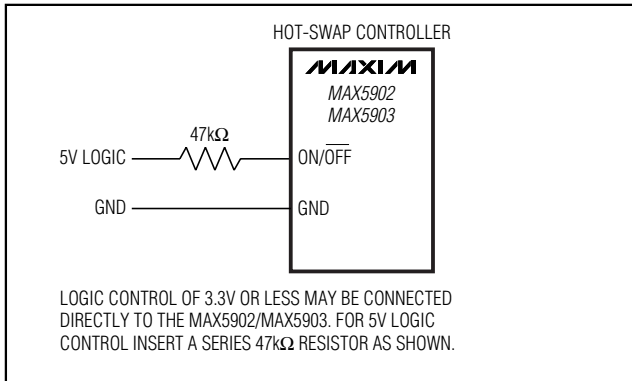 HOT-SWAP CONTROLLER
MAXIM
MAX5902
MAX5903
47kΩ
5V LOGIC
ON/OFF
GND
GND
LOGIC CONTROL OF 3.3V OR LESS MAY BE CONNECTED
DIRECTLY TO THE MAX5902/MAX5903. FOR 5V LOGIC
CONTROL INSERT A SERIES 47kΩ RESISTOR AS SHOWN.